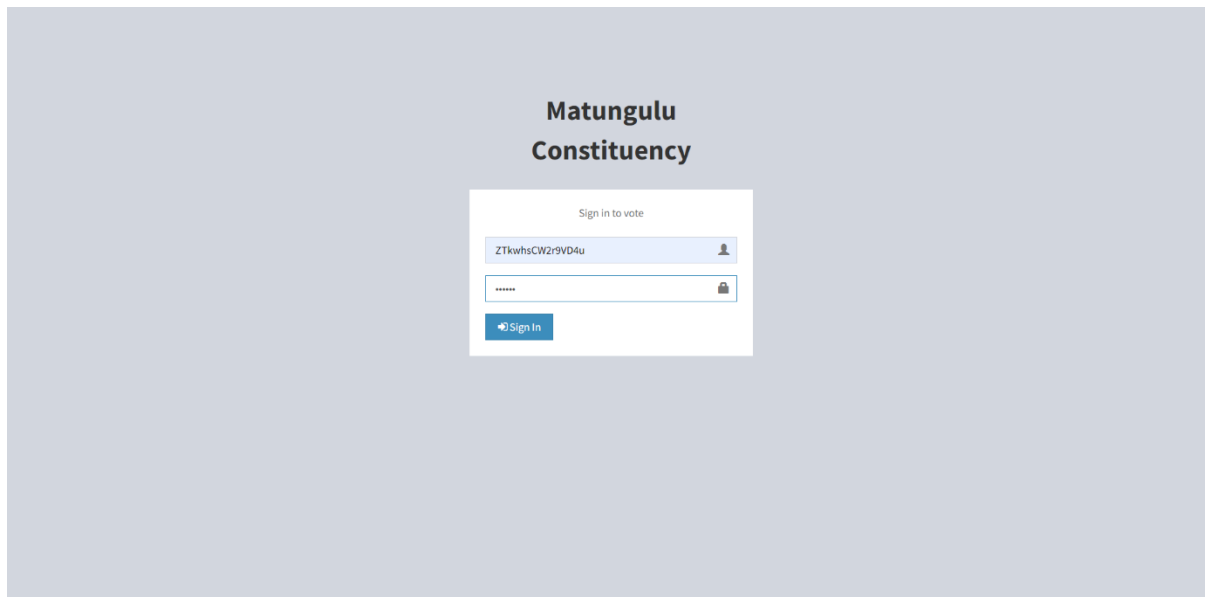 Matungulu
Constituency
Sign in to vote
ZTkwhsCW2r9VD4u
••••••
Sign In